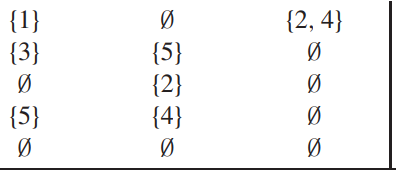 {1} ∅ {2, 4}
{3} {5} ∅
∅ {2} ∅
{5} {4} ∅
∅ ∅ ∅